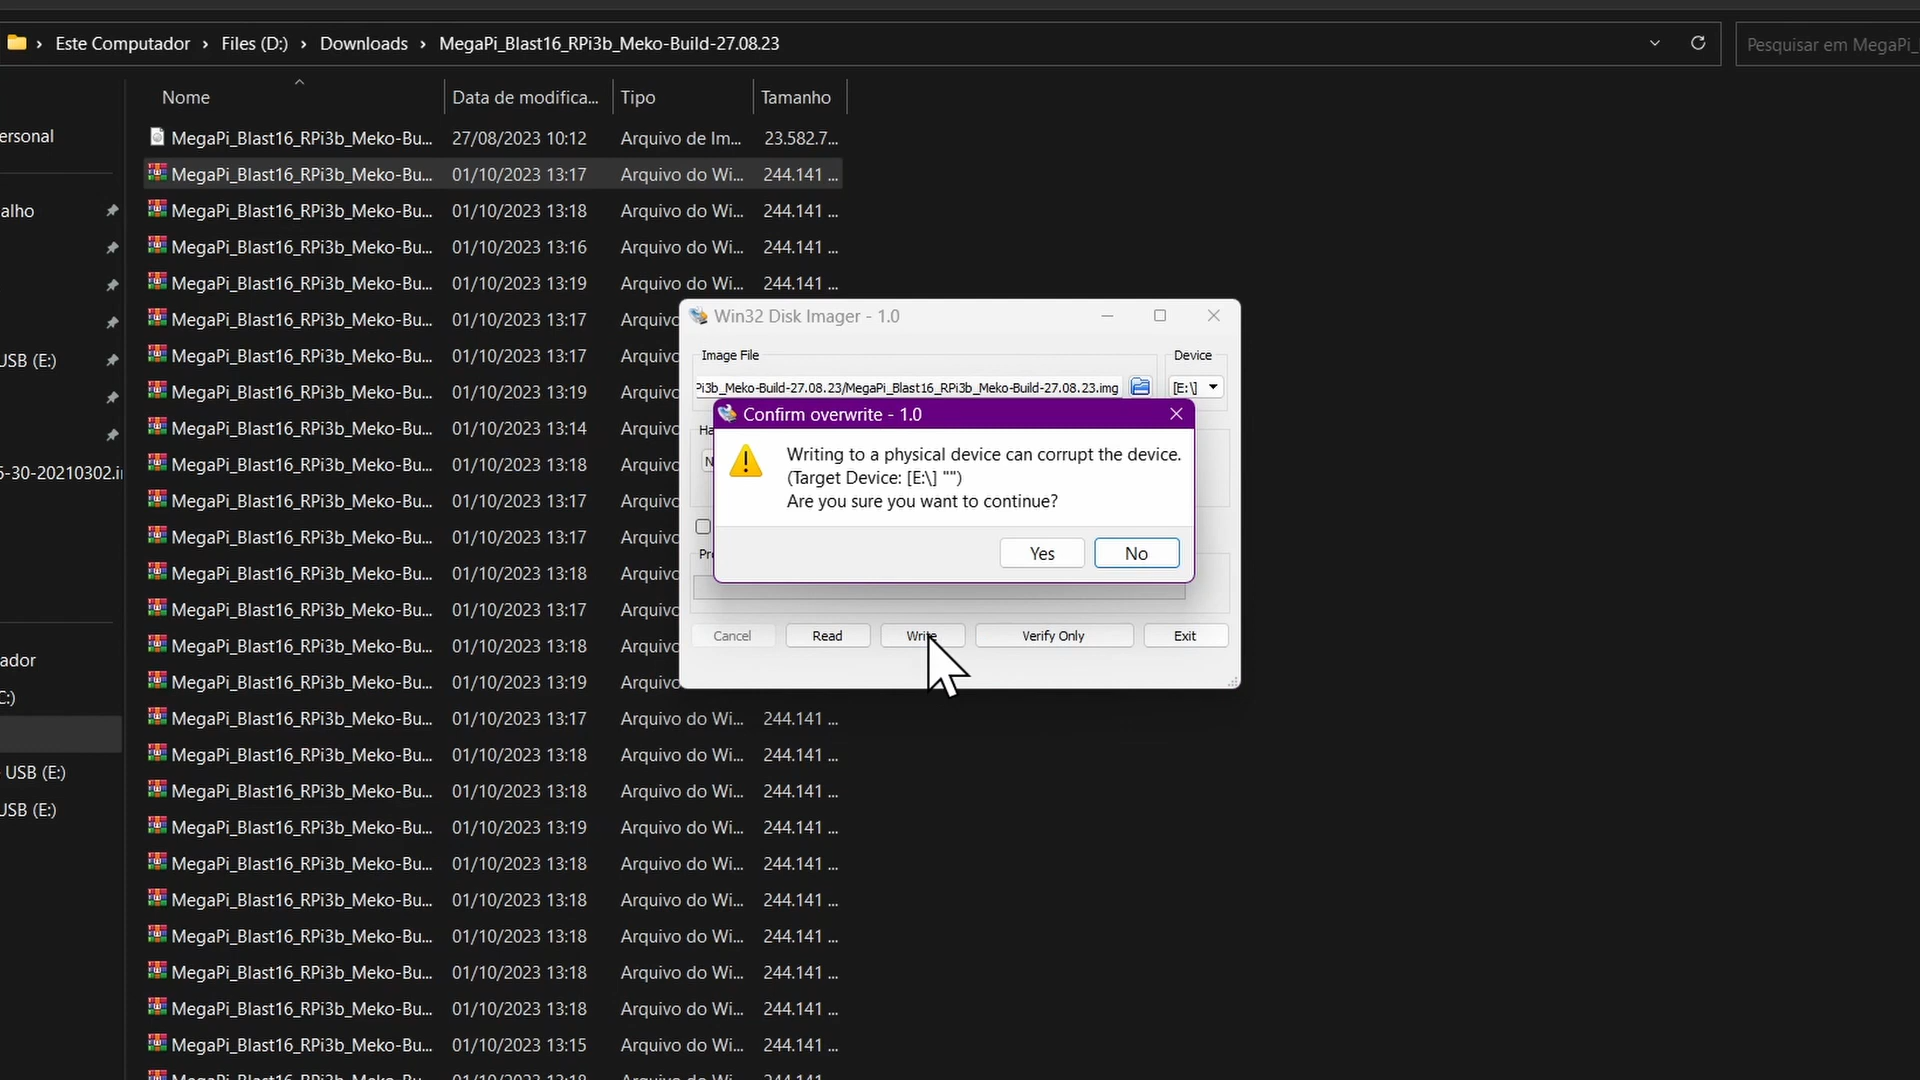 Este Computador › Files (D:) › Downloads › MegaPi_Blast16_RPi3b_Meko-Build-27.08.23
Pesquisar em MegaPi_
Nome Data de modifica... Tipo Tamanho
ersonal
alho
USB (E:)
5-30-20210302.i
ador
C:)
USB (E:)
USB (E:)
MegaPi_Blast16_RPi3b_Meko-Bu... 27/08/2023 10:12 Arquivo de Im... 23.582.7...
MegaPi_Blast16_RPi3b_Meko-Bu... 01/10/2023 13:17 Arquivo do Wi... 244.141 ...
MegaPi_Blast16_RPi3b_Meko-Bu... 01/10/2023 13:18 Arquivo do Wi... 244.141 ...
MegaPi_Blast16_RPi3b_Meko-Bu... 01/10/2023 13:16 Arquivo do Wi... 244.141 ...
MegaPi_Blast16_RPi3b_Meko-Bu... 01/10/2023 13:19 Arquivo do Wi... 244.141 ...
MegaPi_Blast16_RPi3b_Meko-Bu... 01/10/2023 13:17 Arquivo
MegaPi_Blast16_RPi3b_Meko-Bu... 01/10/2023 13:17 Arquivo
MegaPi_Blast16_RPi3b_Meko-Bu... 01/10/2023 13:19 Arquivo
MegaPi_Blast16_RPi3b_Meko-Bu... 01/10/2023 13:14 Arquivo
MegaPi_Blast16_RPi3b_Meko-Bu... 01/10/2023 13:18 Arquivo
MegaPi_Blast16_RPi3b_Meko-Bu... 01/10/2023 13:17 Arquivo
MegaPi_Blast16_RPi3b_Meko-Bu... 01/10/2023 13:17 Arquivo
MegaPi_Blast16_RPi3b_Meko-Bu... 01/10/2023 13:18 Arquivo
MegaPi_Blast16_RPi3b_Meko-Bu... 01/10/2023 13:17 Arquivo
MegaPi_Blast16_RPi3b_Meko-Bu... 01/10/2023 13:18 Arquivo
MegaPi_Blast16_RPi3b_Meko-Bu... 01/10/2023 13:19 Arquivo
MegaPi_Blast16_RPi3b_Meko-Bu... 01/10/2023 13:17 Arquivo do Wi... 244.141 ...
MegaPi_Blast16_RPi3b_Meko-Bu... 01/10/2023 13:18 Arquivo do Wi... 244.141 ...
MegaPi_Blast16_RPi3b_Meko-Bu... 01/10/2023 13:18 Arquivo do Wi... 244.141 ...
MegaPi_Blast16_RPi3b_Meko-Bu... 01/10/2023 13:19 Arquivo do Wi... 244.141 ...
MegaPi_Blast16_RPi3b_Meko-Bu... 01/10/2023 13:18 Arquivo do Wi... 244.141 ...
MegaPi_Blast16_RPi3b_Meko-Bu... 01/10/2023 13:18 Arquivo do Wi... 244.141 ...
MegaPi_Blast16_RPi3b_Meko-Bu... 01/10/2023 13:18 Arquivo do Wi... 244.141 ...
MegaPi_Blast16_RPi3b_Meko-Bu... 01/10/2023 13:18 Arquivo do Wi... 244.141 ...
MegaPi_Blast16_RPi3b_Meko-Bu... 01/10/2023 13:18 Arquivo do Wi... 244.141 ...
MegaPi_Blast16_RPi3b_Meko-Bu... 01/10/2023 13:15 Arquivo do Wi... 244.141 ...
Win32 Disk Imager - 1.0
Image File Device
Pi3b_Meko-Build-27.08.23/MegaPi_Blast16_RPi3b_Meko-Build-27.08.23.img [E:\]
Ha
N
Pr
Confirm overwrite - 1.0
Writing to a physical device can corrupt the device.
(Target Device: [E:\] "")
Are you sure you want to continue?
Yes No
Cancel Read Write Verify Only Exit